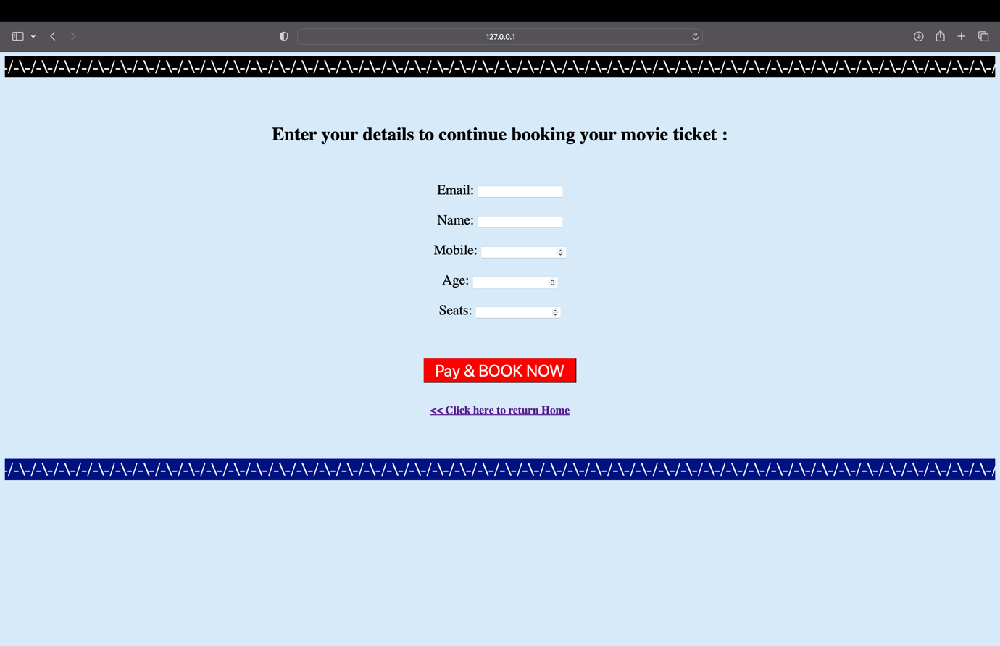 127.0.0.1
-/-\-/-\-/-\-/-/-\-/-\-/-\-/-\-/-\-/-\-/-\-/-\-/-\-/-\-/-\-/-\-/-\-/-\-/-\-/-\-/-\-/-\-/-\-/-\-/-\-/-\-/-\-/-\-/-\-/-\-/-\-/-\-/-\-/-\-/-\-/-\-/-\-/-\-/-\-/-\-/-\-/-\-/-\-/
Enter your details to continue booking your movie ticket :
Email:
Name:
Mobile:
Age:
Seats:
Pay & BOOK NOW
<< Click here to return Home
-/-\-/-\-/-\-/-/-\-/-\-/-\-/-\-/-\-/-\-/-\-/-\-/-\-/-\-/-\-/-\-/-\-/-\-/-\-/-\-/-\-/-\-/-\-/-\-/-\-/-\-/-\-/-\-/-\-/-\-/-\-/-\-/-\-/-\-/-\-/-\-/-\-/-\-/-\-/-\-/-\-/-\-/-\-/